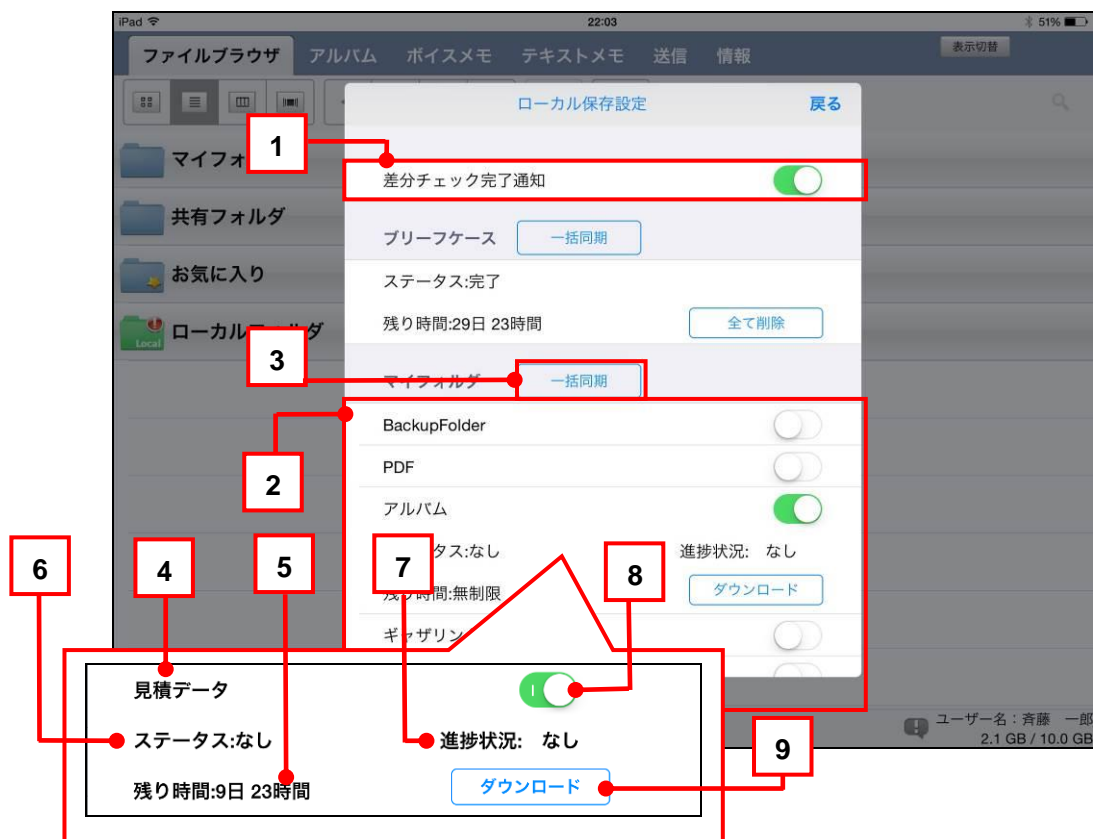 iPad 22:03 51%
ファイルブラウザ アルバム ボイスメモ テキストメモ 送信 情報 表示切替
ローカル保存設定 戻る
1
マイフォ
差分チェック完了通知
共有フォルダ
ブリーフケース 一括同期
お気に入り
ステータス:完了
Local ローカル ダ
残り時間:29日 23時間 全て削除
3
マイフォルダ 一括同期
2
BackupFolder
PDF
アルバム
6 4 5 7 8
タス:なし 進捗状況: なし
残り時間:無制限 ダウンロード
ギャザリン
見積データ
ステータス:なし 進捗状況: なし
9
残り時間:9日 23時間 ダウンロード
ユーザー名：斉藤 一郎
2.1 GB / 10.0 GB